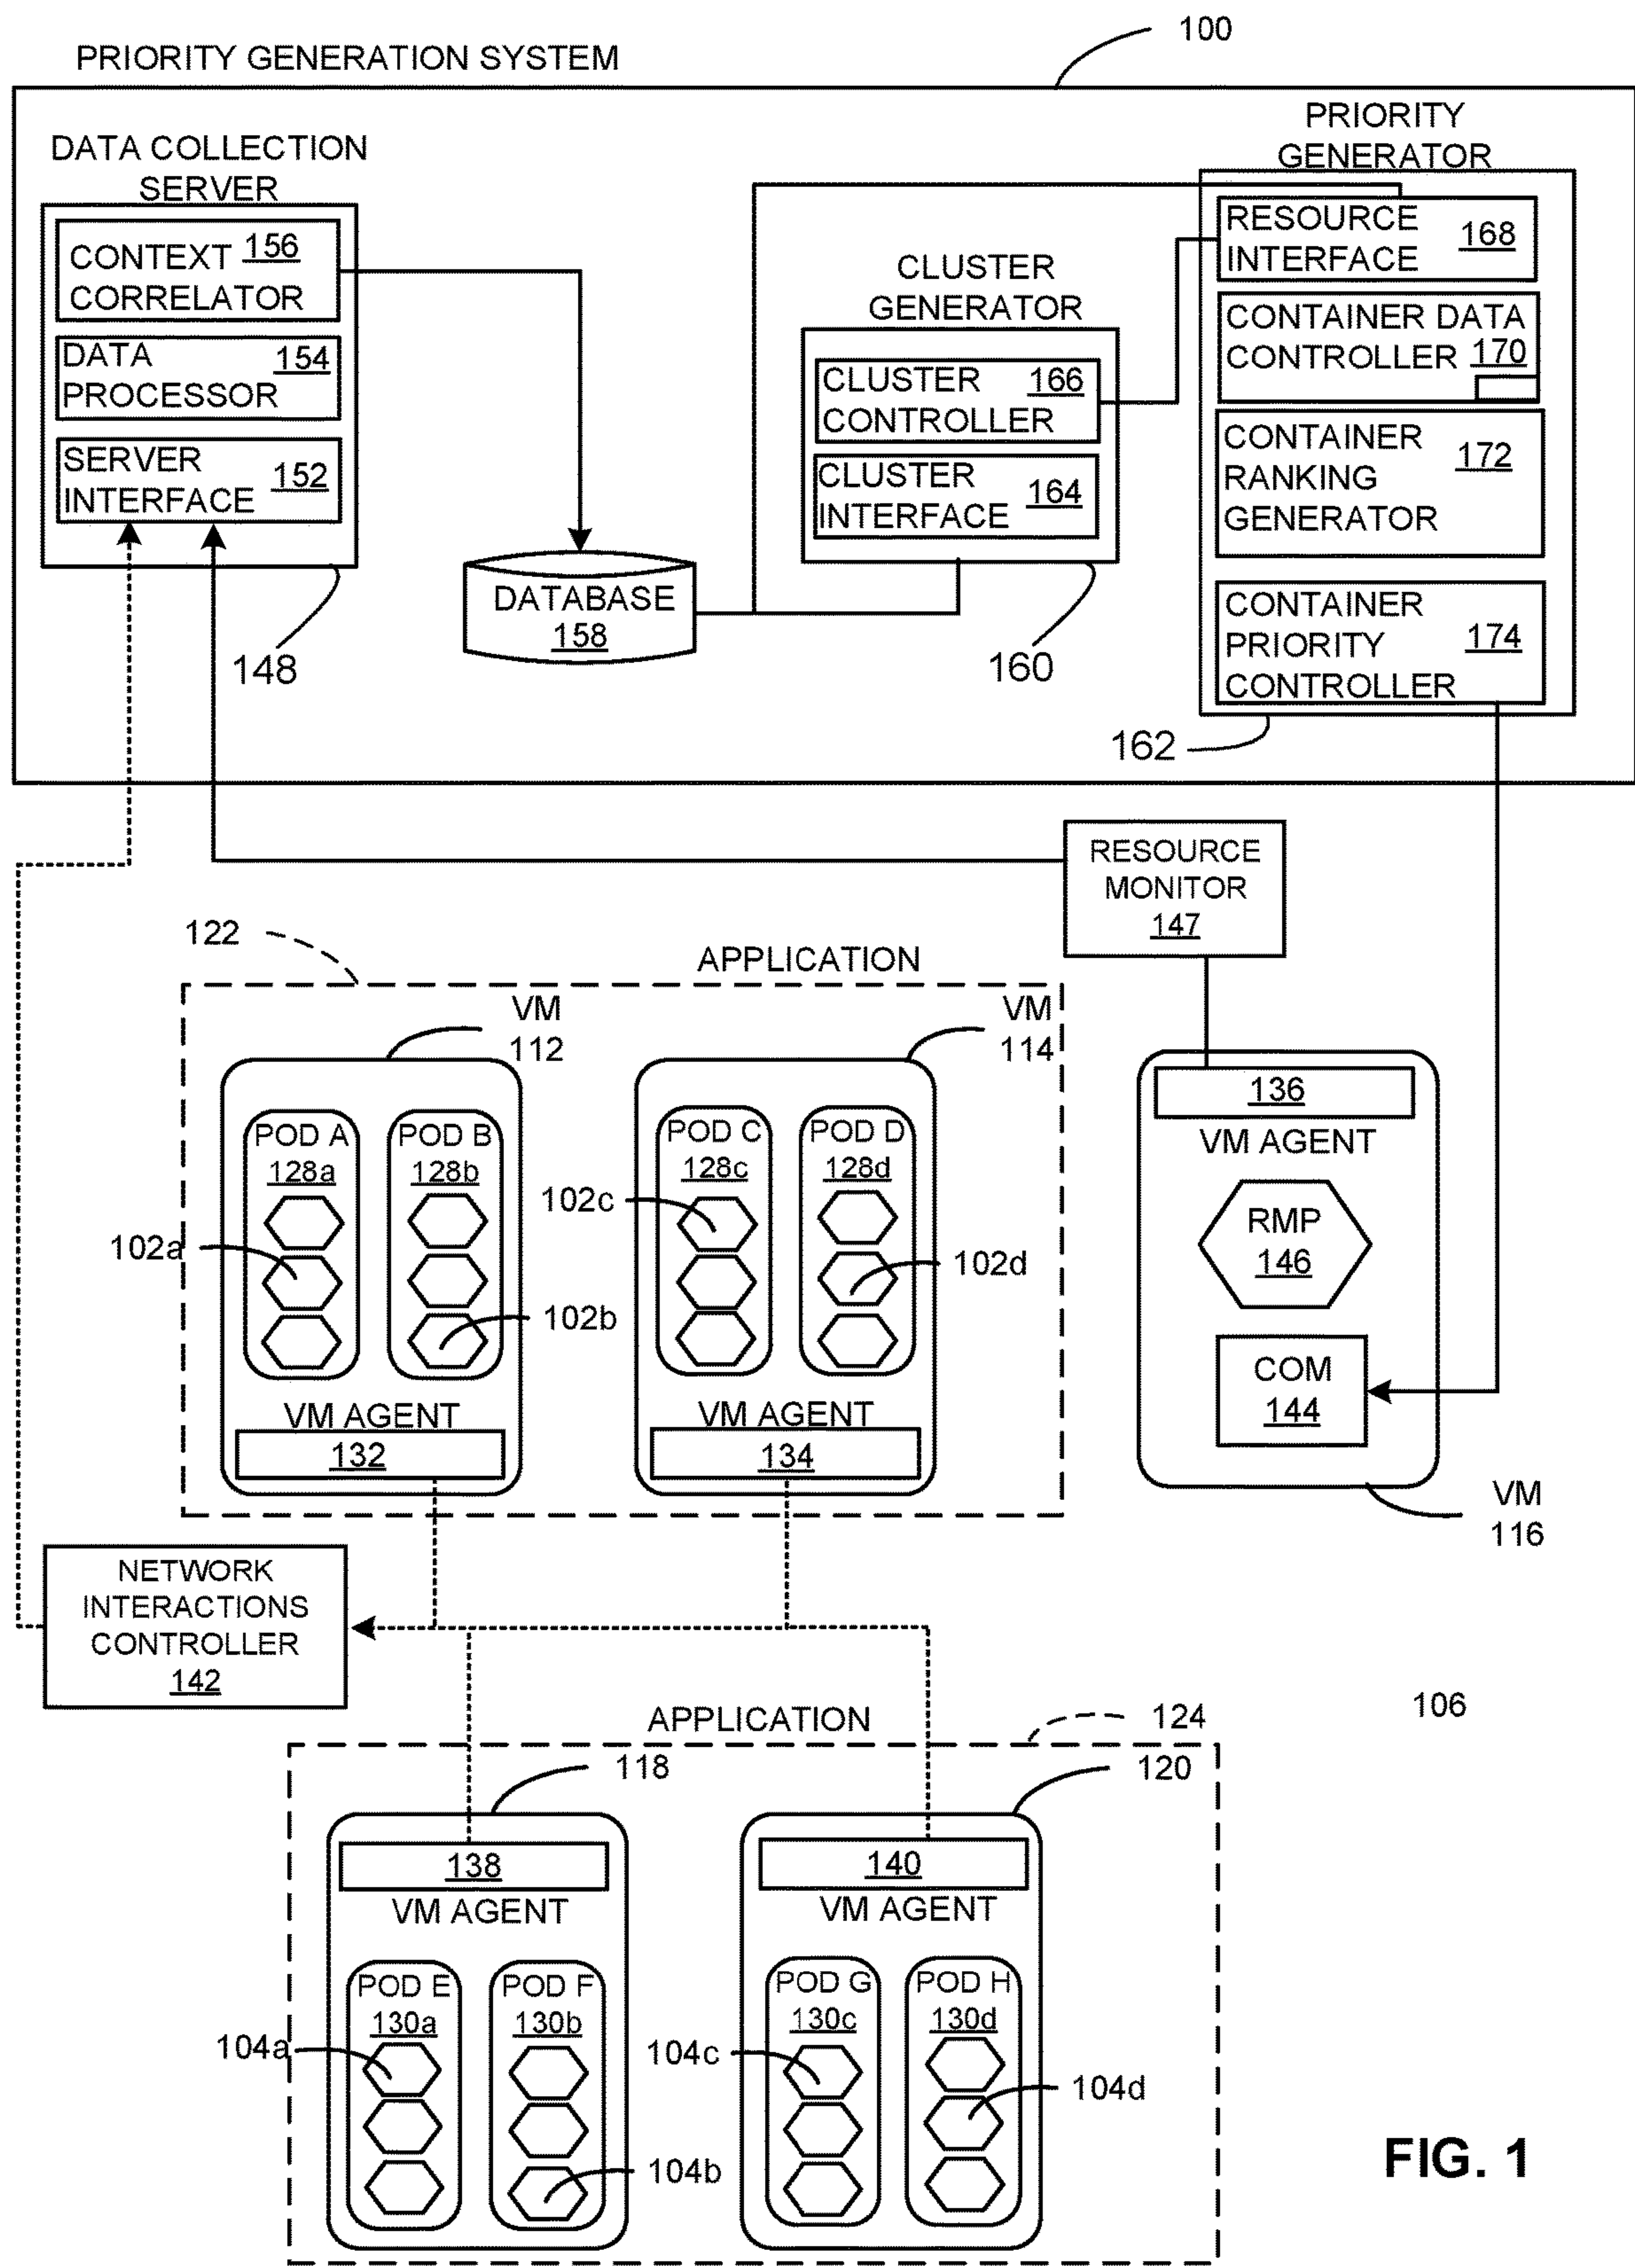 100
PRIORITY GENERATION SYSTEM
DATA COLLECTION
SERVER
CONTEXT 156
CORRELATOR
DATA 154
PROCESSOR
SERVER
INTERFACE 152
148
DATABASE
158
CLUSTER
GENERATOR
CLUSTER 166
CONTROLLER
CLUSTER 164
INTERFACE
160
PRIORITY
GENERATOR
RESOURCE 168
INTERFACE
CONTAINER DATA
CONTROLLER 170
CONTAINER 172
RANKING
GENERATOR
CONTAINER
PRIORITY 174
CONTROLLER
162
RESOURCE
MONITOR
147
122
APPLICATION
VM
112
VM
114
POD A
128a
POD B
128b
POD C
128c
POD D
128d
102a
102b
102c
102d
VM AGENT
132
VM AGENT
134
136
VM AGENT
RMP
146
COM
144
VM
116
NETWORK
INTERACTIONS
CONTROLLER
142
106
APPLICATION
124
118
120
138
VM AGENT
140
VM AGENT
POD E
130a
POD F
130b
POD G
130c
POD H
130d
104a
104b
104c
104d
FIG. 1